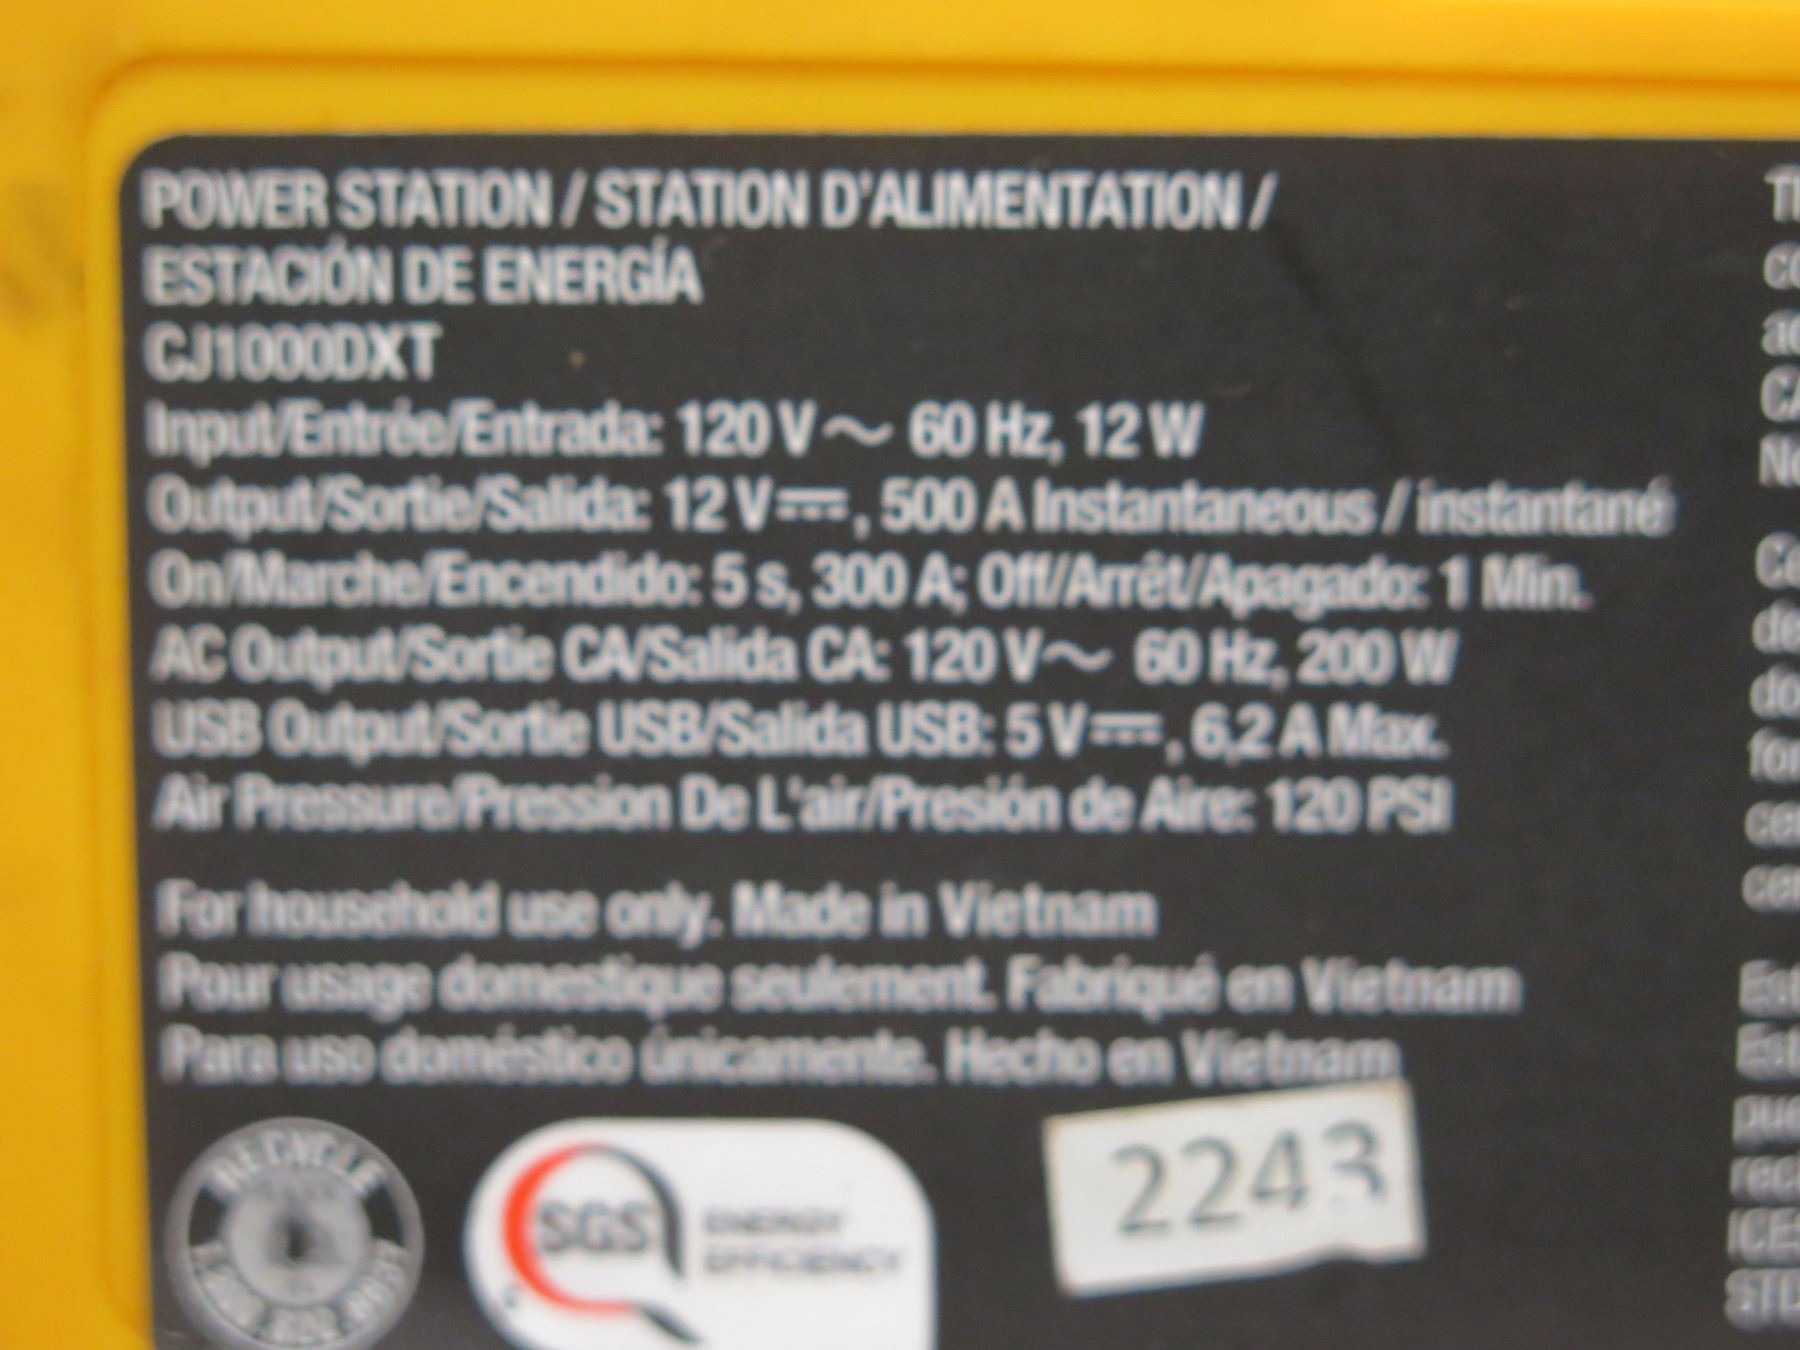 POWER STATION / STATION D'ALIMENTATION /
ESTACIÓN DE ENERGÍA
CJ1000DXT
Input/Entrée/Entrada: 120 V ~ 60 Hz, 12 W
Output/Sortie/Salida: 12 V⎓, 500 A Instantaneous / instantané
On/Marche/Encendido: 5 s, 300 A; Off/Arrêt/Apagado: 1 Min.
AC Output/Sortie CA/Salida CA: 120 V~ 60 Hz, 200 W
USB Output/Sortie USB/Salida USB: 5 V⎓, 6,2 A Max.
Air Pressure/Pression De L'air/Presión de Aire: 120 PSI
For household use only. Made in Vietnam
Pour usage domestique seulement. Fabriqué en Vietnam
Para uso doméstico únicamente. Hecho en Vietnam
RECYCLE
SGS ENERGY
EFFICIENCY
2243